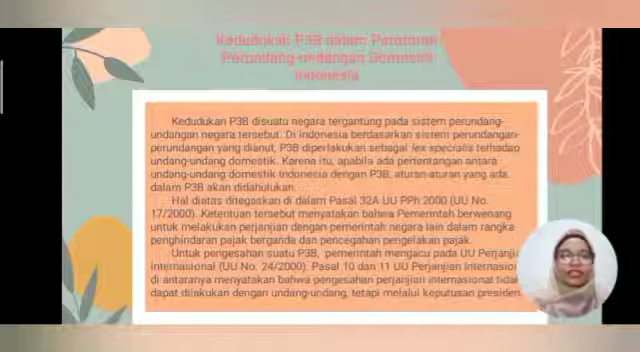 Kedudukan P3B dalam Peraturan
Perundang-undangan Domestik
Indonesia
Kedudukan P3B disuatu negara tergantung pada sistem perundang-
undangan negara tersebut. Di indonesia berdasarkan sistem perundangan-
perundangan yang dianut, P3B diperlakukan sebagai lex specialis terhadap
undang-undang domestik. Karena itu, apabila ada pertentangan antara
undang-undang domestik Indonesia dengan P3B, aturan-aturan yang ada
dalam P3B akan didahulukan.
Hal diatas ditegaskan di dalam Pasal 32A UU PPh 2000 (UU No.
17/2000). Ketentuan tersebut menyatakan bahwa Pemerintah berwenang
untuk melakukan perjanjian dengan pemerintah negara lain dalam rangka
penghindaran pajak berganda dan pencegahan pengelakan pajak.
Untuk pengesahan suatu P3B, pemerintah mengacu pada UU Perjanjia
Internasional (UU No. 24/2000). Pasal 10 dan 11 UU Perjanjian Internasion
di antaranya menyatakan bahwa pengesahan perjanjian internasional tidak
dapat dilakukan dengan undang-undang, tetapi melalui keputusan presiden.